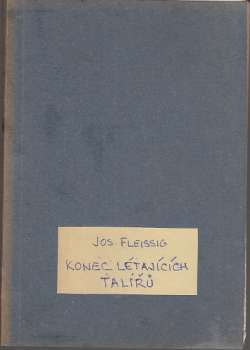 JOS. FLEISSIG
KONEC LÉTAJÍCÍCH
TALÍŘŮ